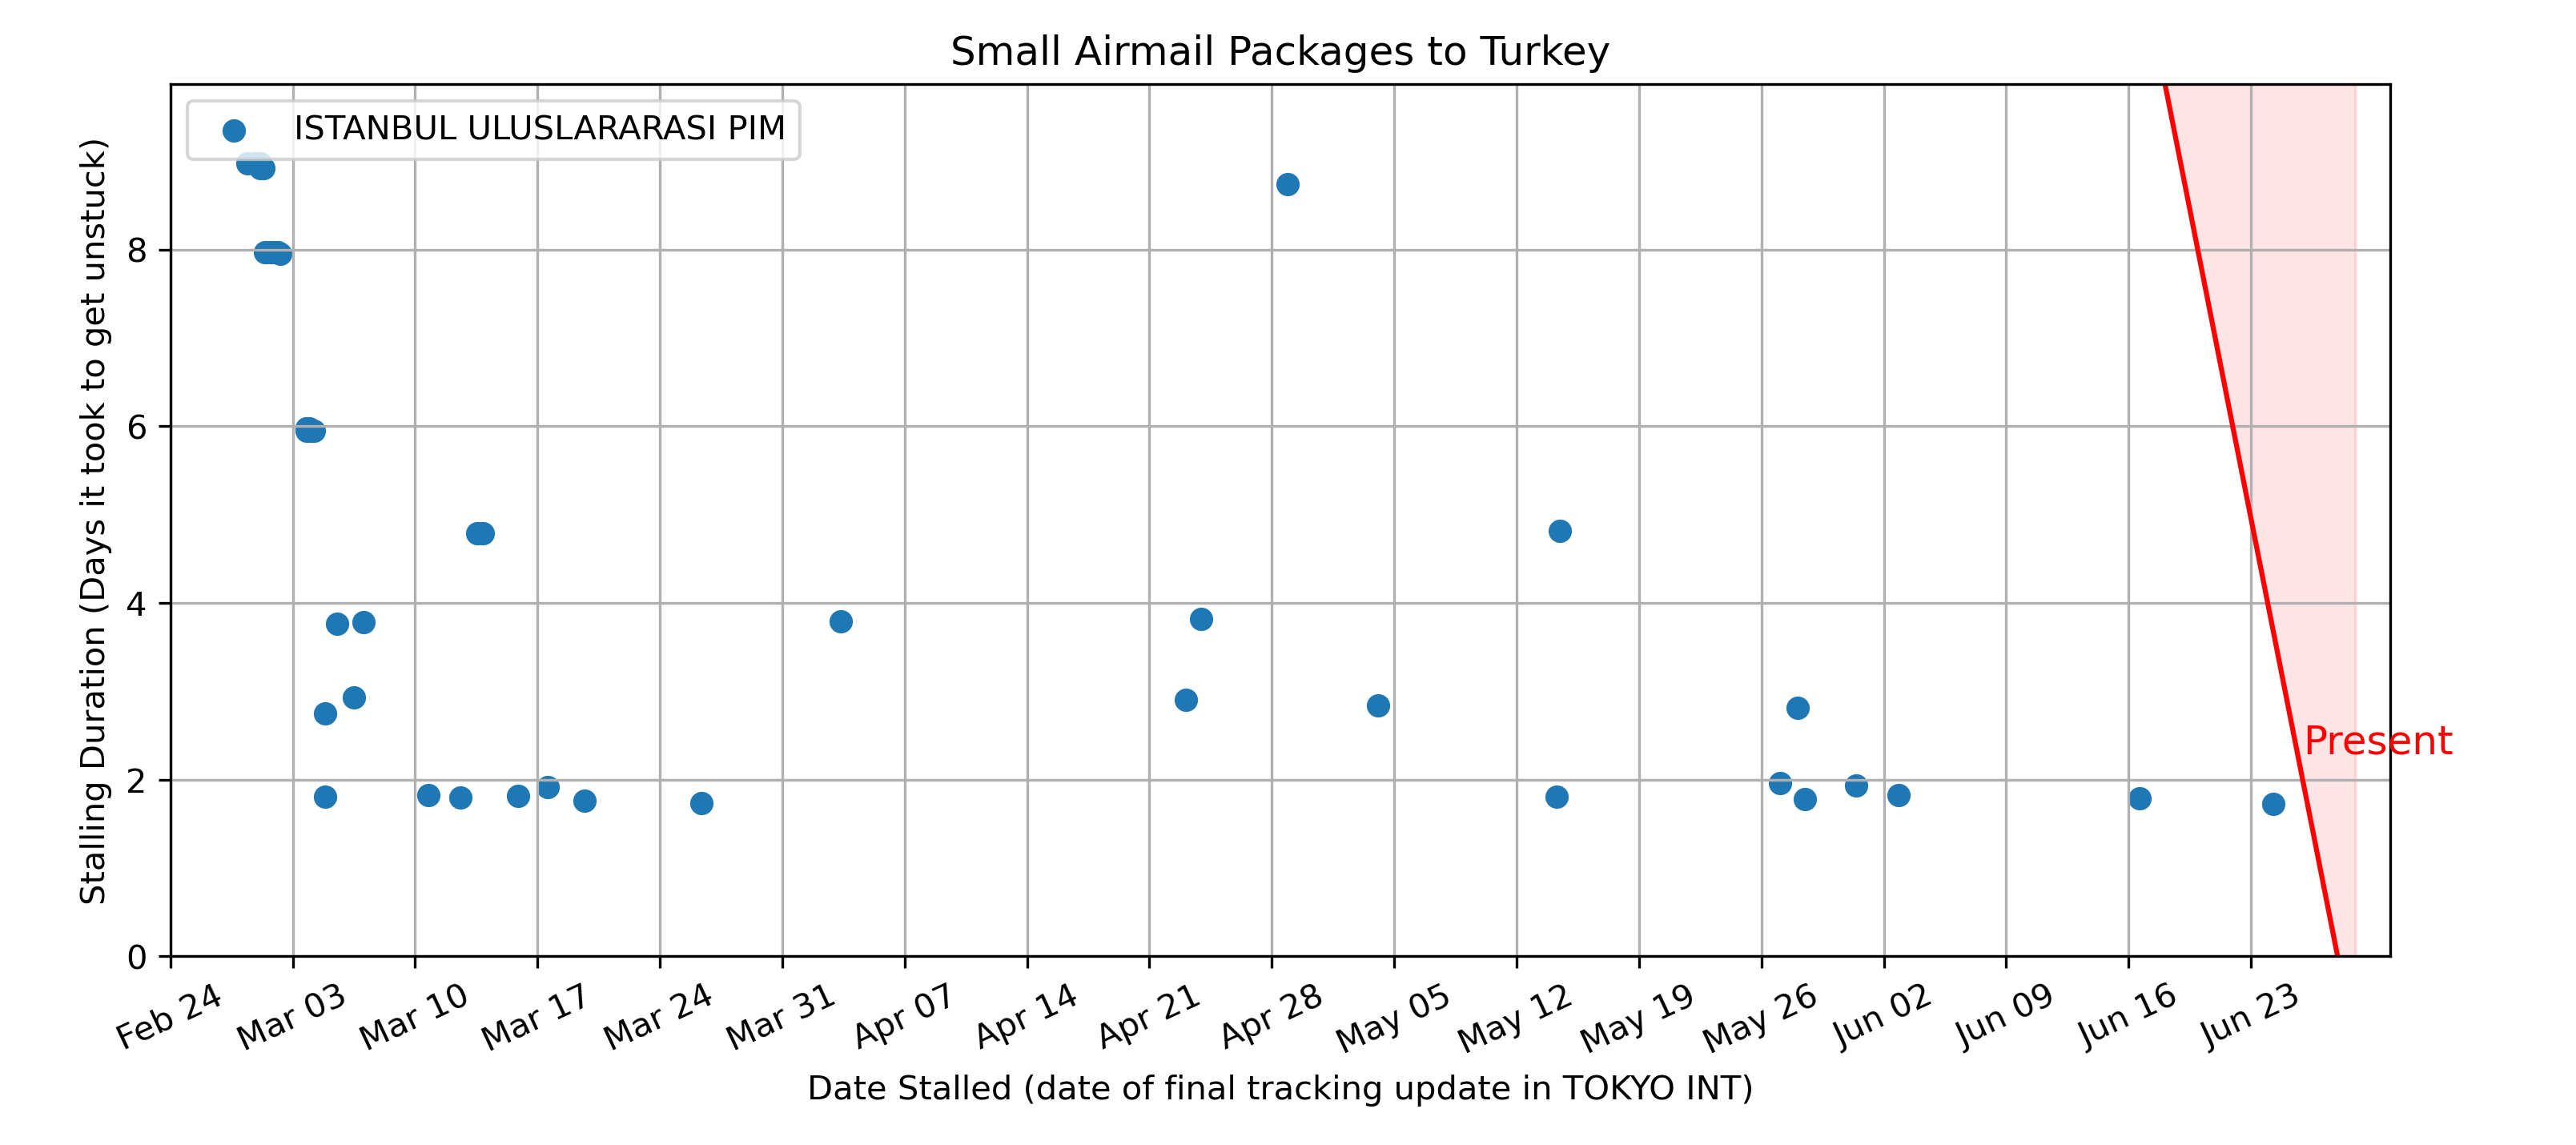 Small Airmail Packages to Turkey
ISTANBUL ULUSLARARASI PIM
Stalling Duration (Days it took to get unstuck)
8
6
4
2
0
Present
Feb 24
Mar 03
Mar 10
Mar 17
Mar 24
Mar 31
Apr 07
Apr 14
Apr 21
Apr 28
May 05
May 12
May 19
May 26
Jun 02
Jun 09
Jun 16
Jun 23
Date Stalled (date of final tracking update in TOKYO INT)